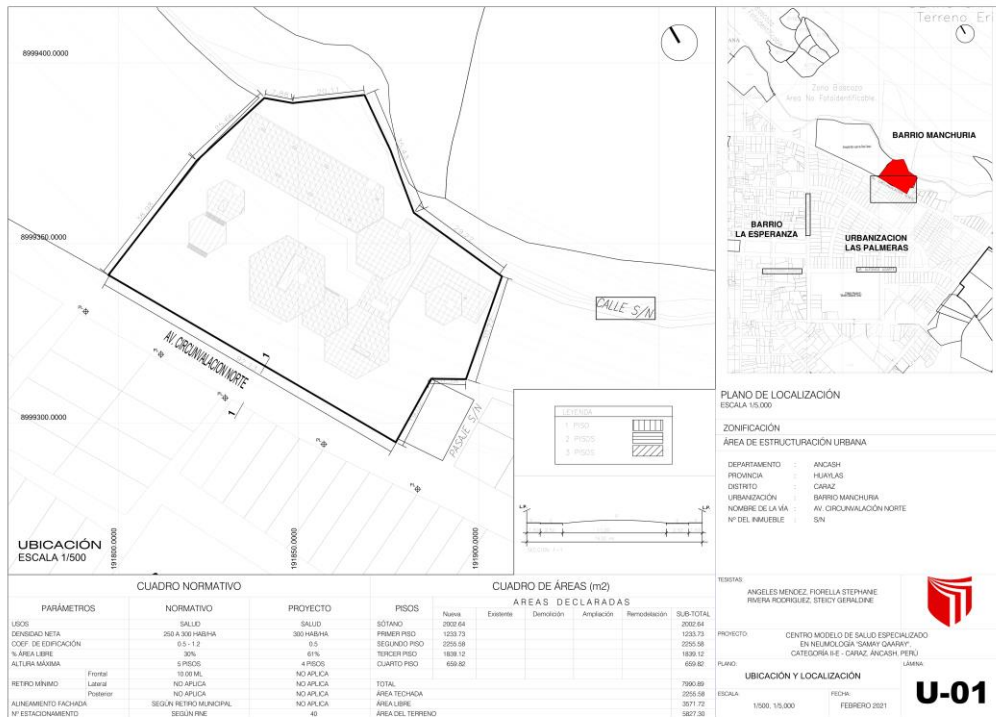 8999400.0000
8999350.0000
8999300.0000
191800.0000
191850.0000
191900.0000
AV. CIRCUNVALACION NORTE
1
1
CALLE S/N
PASAJE S/N
LEYENDA
1 PISO
2 PISOS
3 PISOS
UBICACIÓN
ESCALA 1/500
Terreno Eri
BARRIO MANCHURIA
BARRIO
LA ESPERANZA
URBANIZACION
LAS PALMERAS
PLANO DE LOCALIZACIÓN
ESCALA 1/5,000
ZONIFICACIÓN
ÁREA DE ESTRUCTURACIÓN URBANA
DEPARTAMENTO : ANCASH
PROVINCIA : HUAYLAS
DISTRITO : CARAZ
URBANIZACIÓN : BARRIO MANCHURIA
NOMBRE DE LA VÍA : AV. CIRCUNVALACIÓN NORTE
Nº DEL INMUEBLE : S/N
CUADRO NORMATIVO
PARÁMETROS NORMATIVO PROYECTO
USOS SALUD SALUD
DENSIDAD NETA 250 A 300 HAB/HA 300 HAB/HA
COEF. DE EDIFICACIÓN 0.5 - 1.2 0.5
% ÁREA LIBRE 30% 61%
ALTURA MÁXIMA 5 PISOS 4 PISOS
RETIRO MÍNIMO
Frontal 10.00 ML NO APLICA
Lateral NO APLICA NO APLICA
Posterior NO APLICA NO APLICA
ALINEAMIENTO FACHADA SEGÚN RETIRO MUNICIPAL NO APLICA
Nº ESTACIONAMIENTO SEGÚN RNE 40
CUADRO DE ÁREAS (m2)
PISOS
ÁREAS DECLARADAS
Nueva Existente Demolición Ampliación Remodelación SUB-TOTAL
SÓTANO 2002.64 2002.64
PRIMER PISO 1233.73 1233.73
SEGUNDO PISO 2255.58 2255.58
TERCER PISO 1839.12 1839.12
CUARTO PISO 659.82 659.82
TOTAL 7990.89
ÁREA TECHADA 2255.58
ÁREA LIBRE 3571.72
ÁREA DEL TERRENO 5827.30
TESISTAS:
ANGELES MENDEZ, FIORELLA STEPHANIE
RIVERA RODRIGUEZ, STEICY GERALDINE
PROYECTO:
CENTRO MODELO DE SALUD ESPECIALIZADO
EN NEUMOLOGÍA "SAMAY QAARAY",
CATEGORÍA II-E - CARAZ, ÁNCASH, PERÚ
PLANO:
UBICACIÓN Y LOCALIZACIÓN
LÁMINA:
U-01
ESCALA
1/500, 1/5,000
FECHA:
FEBRERO 2021